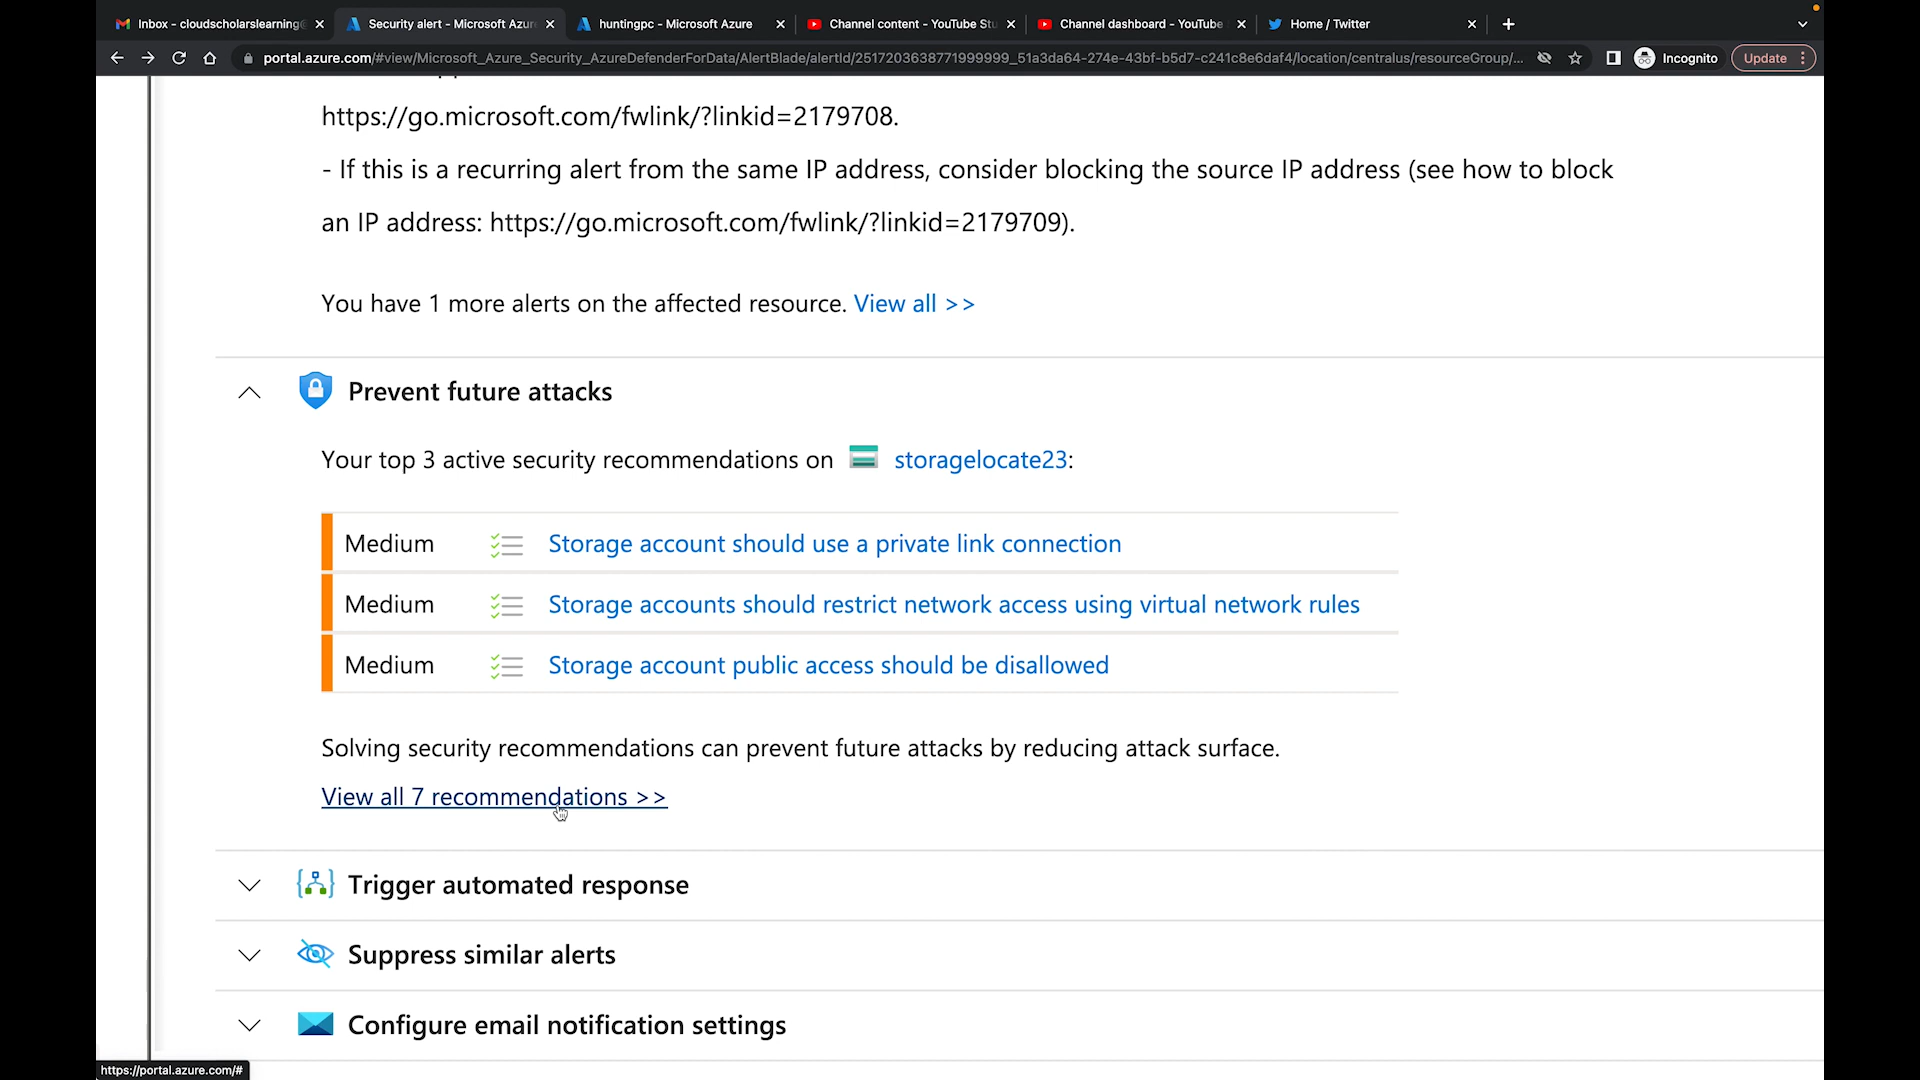 Inbox - cloudscholarslearning@
Security alert - Microsoft Azur
huntingpc - Microsoft Azure
Channel content - YouTube Stu
Channel dashboard - YouTube
Home / Twitter
portal.azure.com/#view/Microsoft_Azure_Security_AzureDefenderForData/AlertBlade/alertId/2517203638771999999_51a3da64-274e-43bf-b5d7-c241c8e6daf4/location/centralus/resourceGroup/...
Incognito
Update
https://go.microsoft.com/fwlink/?linkid=2179708.
- If this is a recurring alert from the same IP address, consider blocking the source IP address (see how to block
an IP address: https://go.microsoft.com/fwlink/?linkid=2179709).
You have 1 more alerts on the affected resource. View all >>
Prevent future attacks
Your top 3 active security recommendations on storagelocate23:
Medium Storage account should use a private link connection
Medium Storage accounts should restrict network access using virtual network rules
Medium Storage account public access should be disallowed
Solving security recommendations can prevent future attacks by reducing attack surface.
View all 7 recommendations >>
Trigger automated response
Suppress similar alerts
Configure email notification settings
https://portal.azure.com/#